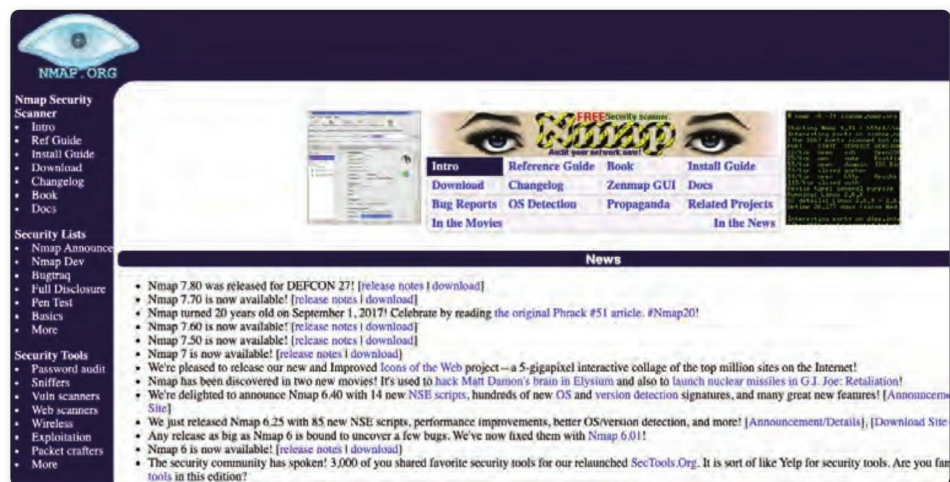 NMAP.ORG
Nmap Security
Scanner
• Intro
• Ref Guide
• Install Guide
• Download
• Changelog
• Book
• Docs
Security Lists
• Nmap Announce
• Nmap Dev
• Bugtraq
• Full Disclosure
• Pen Test
• Basics
• More
Security Tools
• Password audit
• Sniffers
• Vuln scanners
• Web scanners
• Wireless
• Exploitation
• Packet crafters
• More
FREE Security scanner
Nmap
Audit your network now!
Intro Reference Guide Book Install Guide
Download Changelog Zenmap GUI Docs
Bug Reports OS Detection Propaganda Related Projects
In the Movies In the News
News
• Nmap 7.80 was released for DEFCON 27! [release notes | download]
• Nmap 7.70 is now available! [release notes | download]
• Nmap turned 20 years old on September 1, 2017! Celebrate by reading the original Phrack #51 article. #Nmap20!
• Nmap 7.60 is now available! [release notes | download]
• Nmap 7.50 is now available! [release notes | download]
• Nmap 7 is now available! [release notes | download]
• We're pleased to release our new and Improved Icons of the Web project—a 5-gigapixel interactive collage of the top million sites on the Internet!
• Nmap has been discovered in two new movies! It's used to hack Matt Damon's brain in Elysium and also to launch nuclear missiles in G.I. Joe: Retaliation!
• We're delighted to announce Nmap 6.40 with 14 new NSE scripts, hundreds of new OS and version detection signatures, and many great new features! [Announcem
Site]
• We just released Nmap 6.25 with 85 new NSE scripts, performance improvements, better OS/version detection, and more! [Announcement/Details], [Download Site
• Any release as big as Nmap 6 is bound to uncover a few bugs. We've now fixed them with Nmap 6.01!
• Nmap 6 is now available! [release notes | download]
• The security community has spoken! 3,000 of you shared favorite security tools for our relaunched SecTools.Org. It is sort of like Yelp for security tools. Are you fam
tools in this edition?